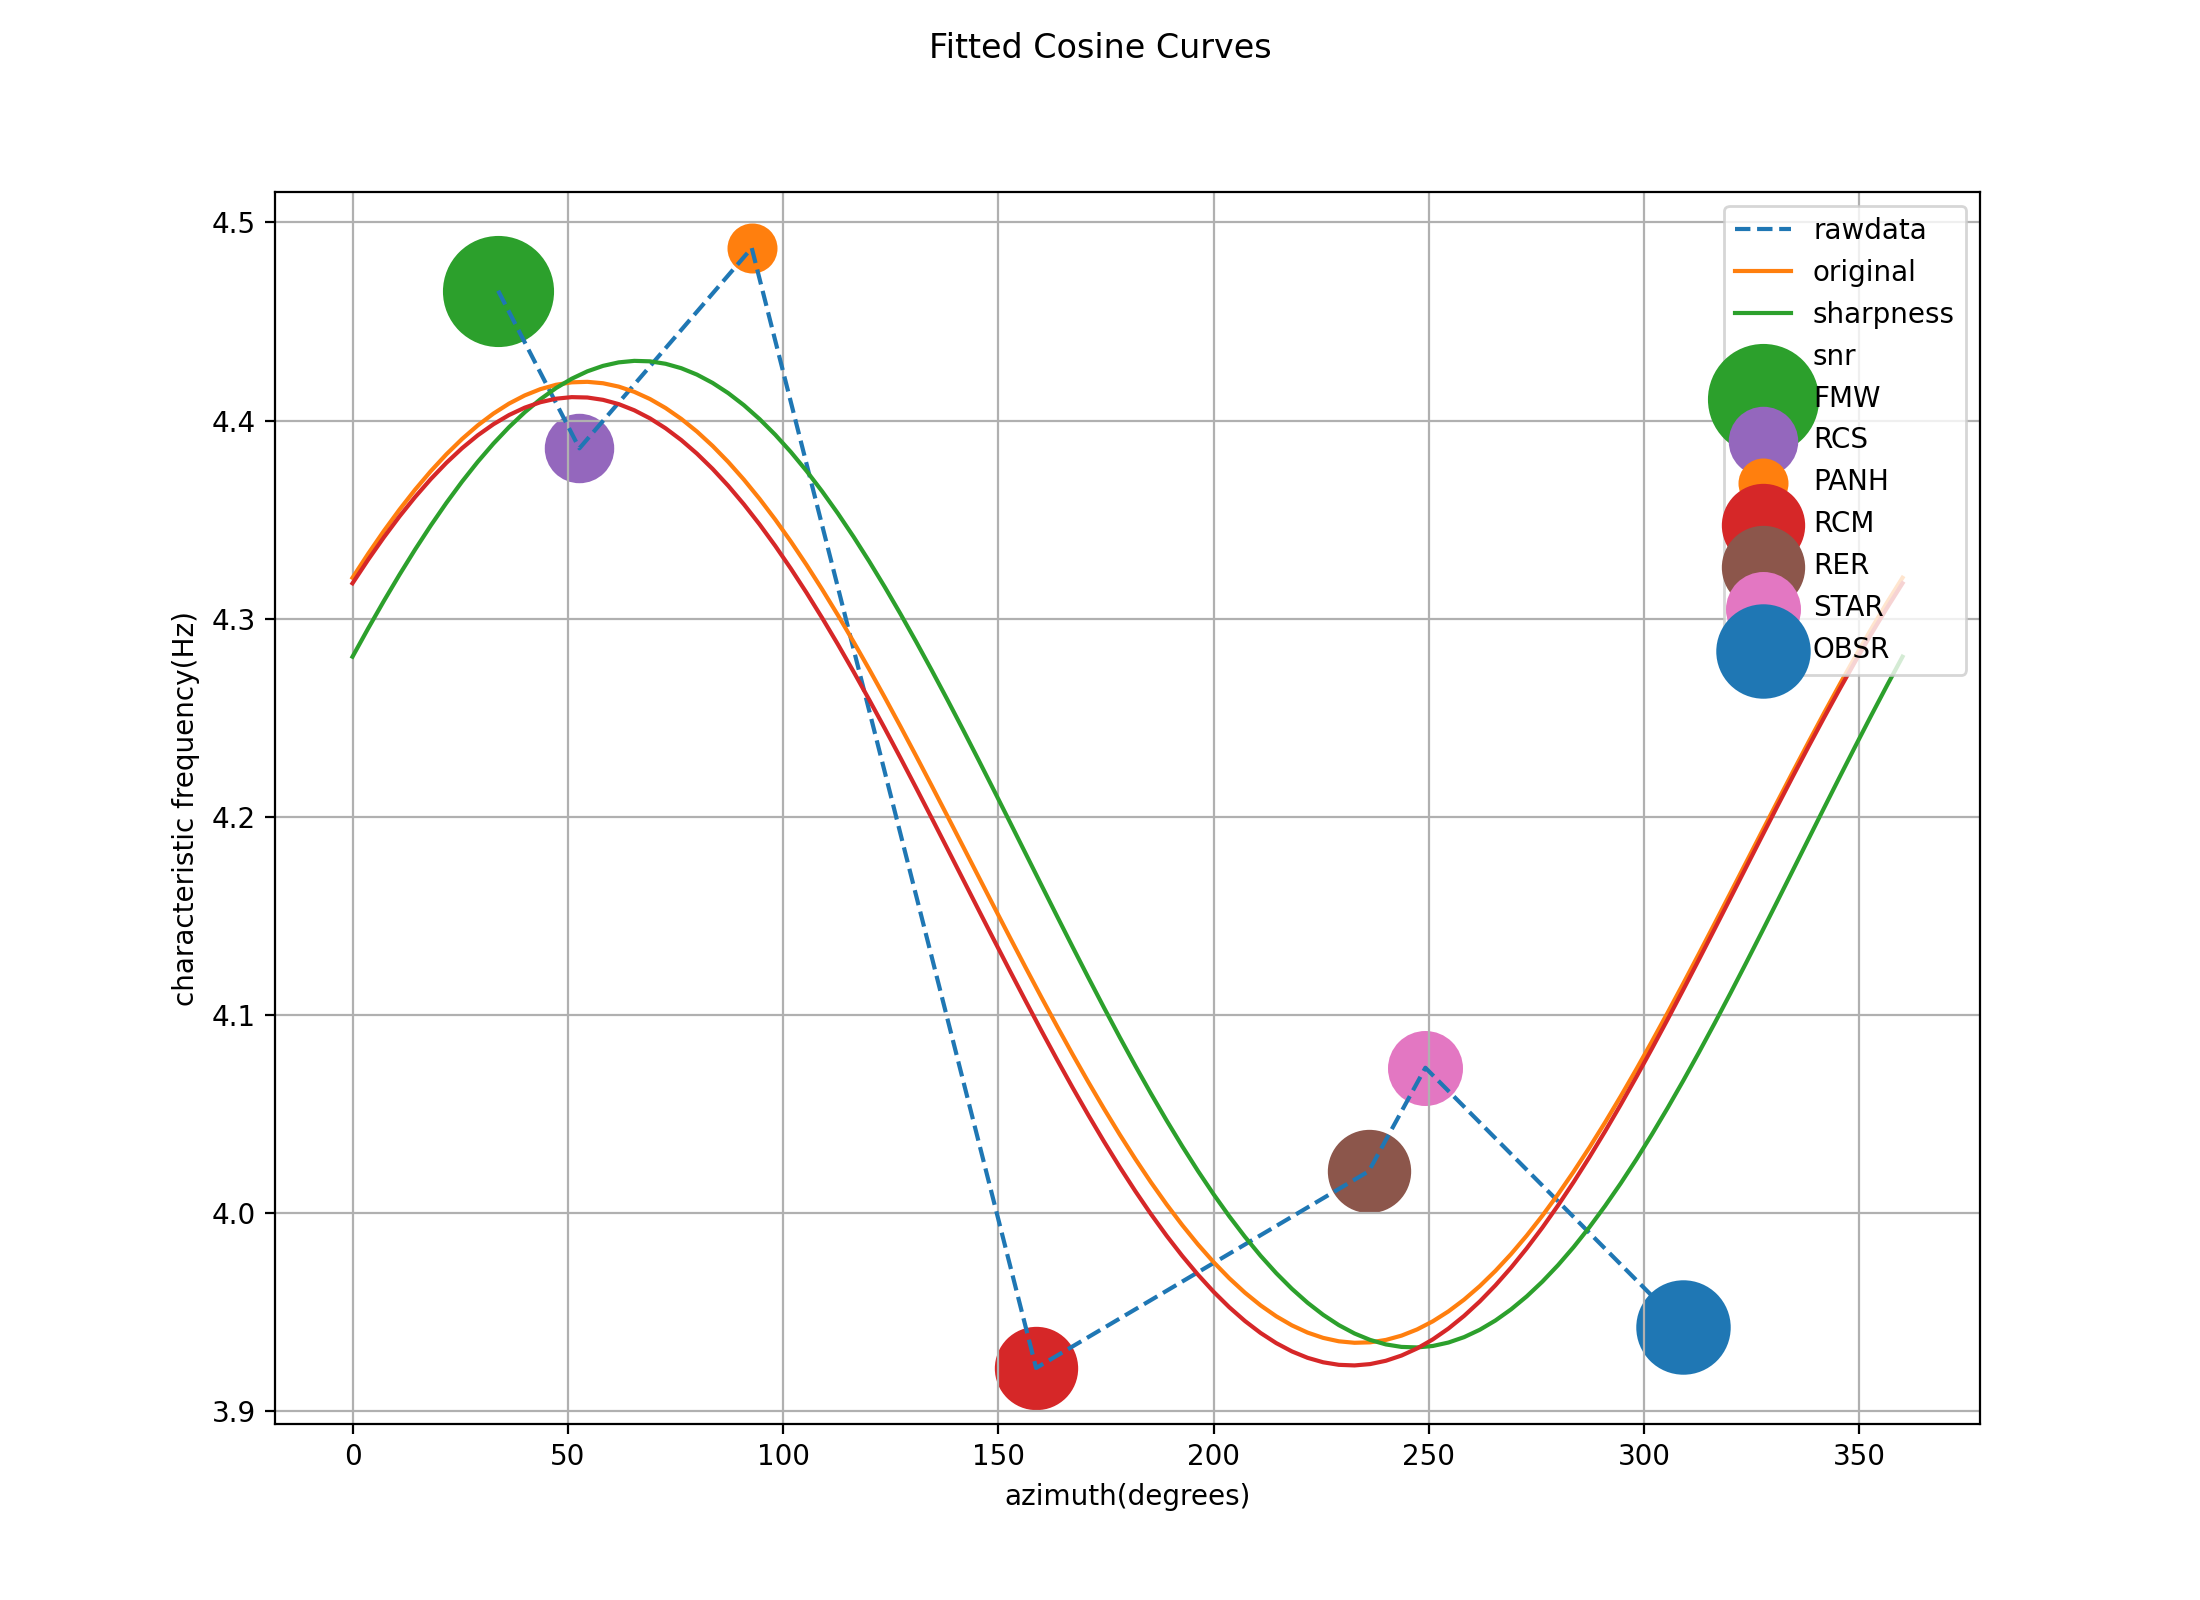 Fitted Cosine Curves
4.5
4.4
4.3
4.2
4.1
4.0
3.9
characteristic frequency(Hz)
rawdata
original
sharpness
snr
FMW
RCS
PANH
RCM
RER
STAR
OBSR
0 50 100 150 200 250 300 350
azimuth(degrees)